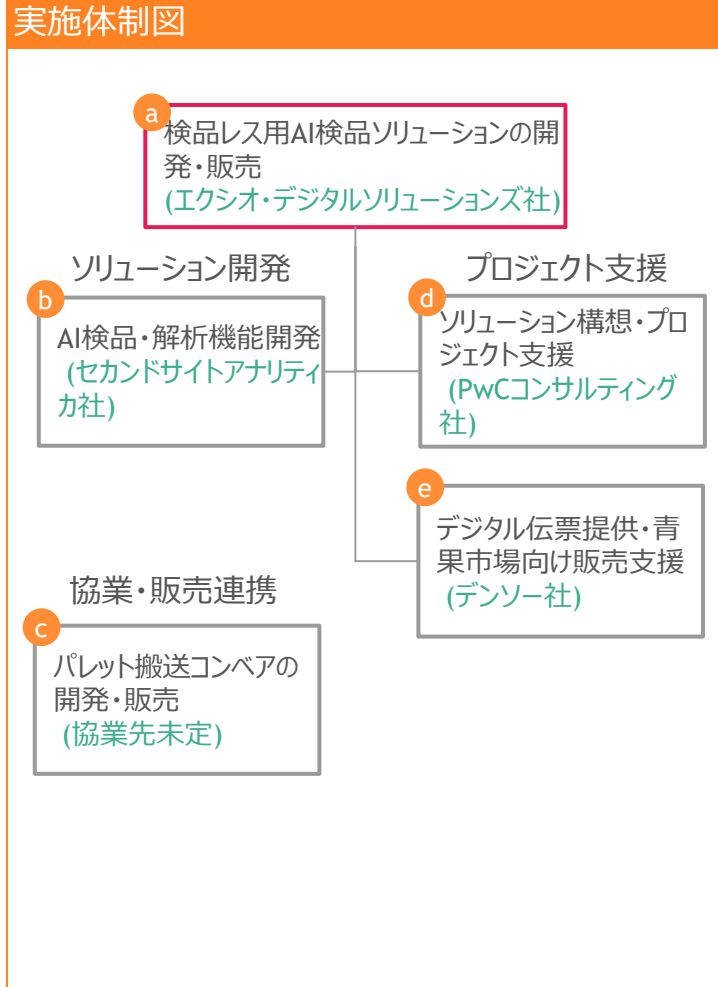 実施体制図
a
検品レス用AI検品ソリューションの開
発・販売
(エクシオ・デジタルソリューションズ社)
ソリューション開発
b
AI検品・解析機能開発
(セカンドサイトアナリティ
カ社)
プロジェクト支援
d
ソリューション構想・プロ
ジェクト支援
(PwCコンサルティング
社)
e
デジタル伝票提供・青
果市場向け販売支援
(デンソー社)
協業・販売連携
c
パレット搬送コンベアの
開発・販売
(協業先未定)